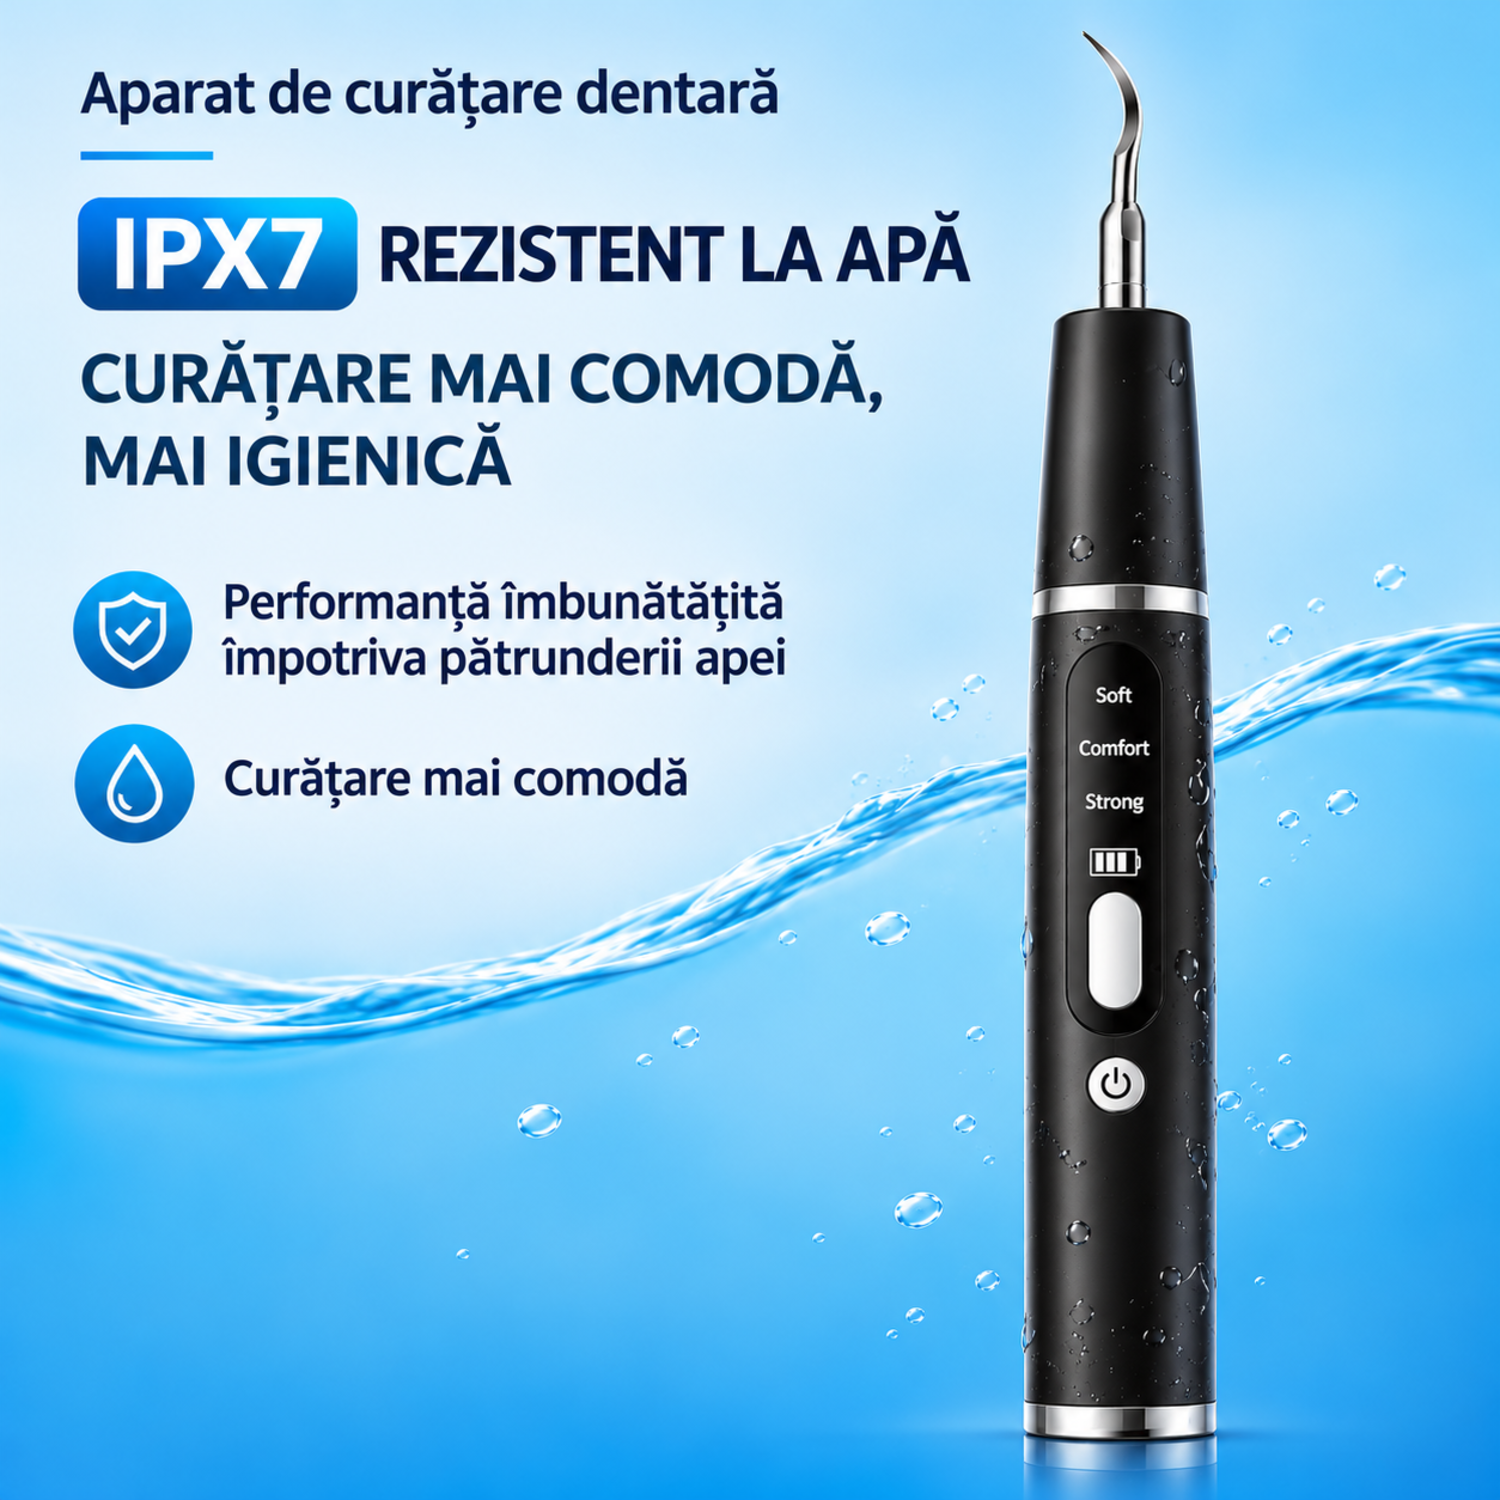 Aparat de curățare dentară
IPX7 REZISTENT LA APĂ
CURĂȚARE MAI COMODĂ,
MAI IGIENICĂ
Performanță îmbunătățită
împotriva pătrunderii apei
Curățare mai comodă
Soft
Comfort
Strong